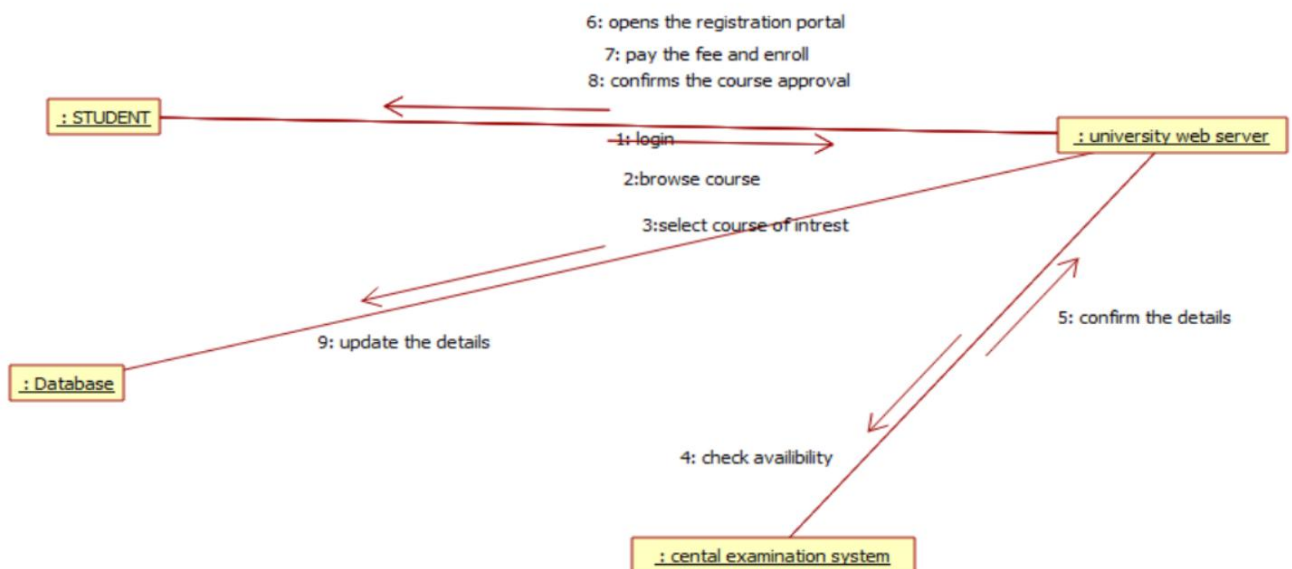 6: opens the registration portal
7: pay the fee and enroll
8: confirms the course approval
: STUDENT
: university web server
1: login
2:browse course
3:select course of intrest
5: confirm the details
9: update the details
: Database
4: check availibility
: cental examination system